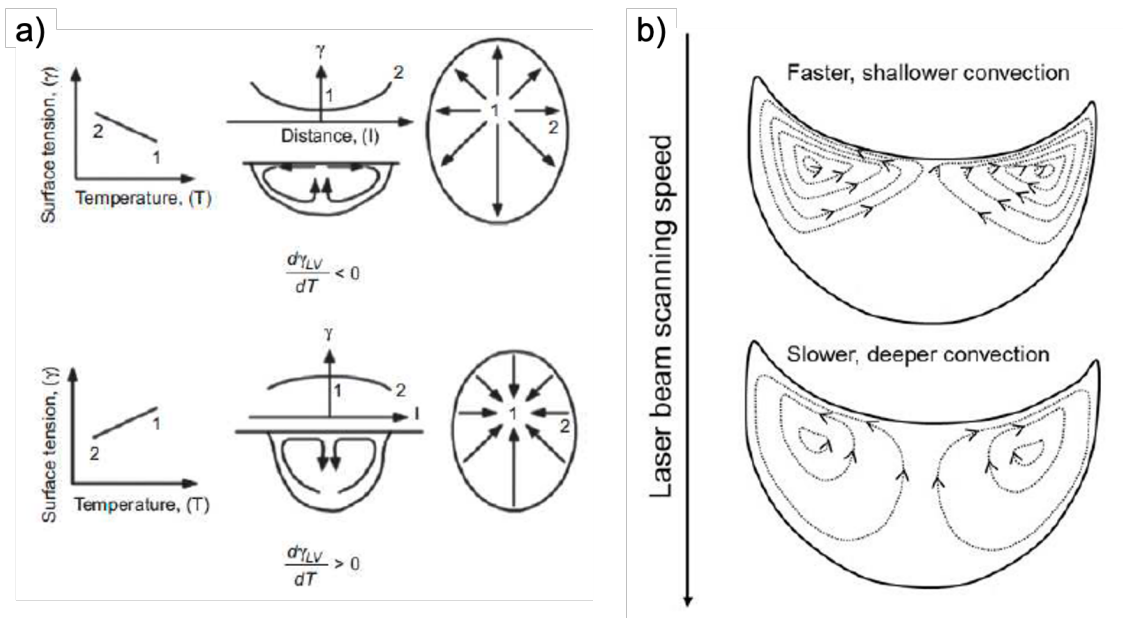 a)
Surface tension, (γ)
2
1
Temperature, (T)
γ
1
2
Distance, (l)
1
2
dγLV
dT
< 0
Surface tension, (γ)
2
1
Temperature, (T)
γ
1
2
l
1
2
dγLV
dT
> 0
b)
Laser beam scanning speed
Faster, shallower convection
Slower, deeper convection